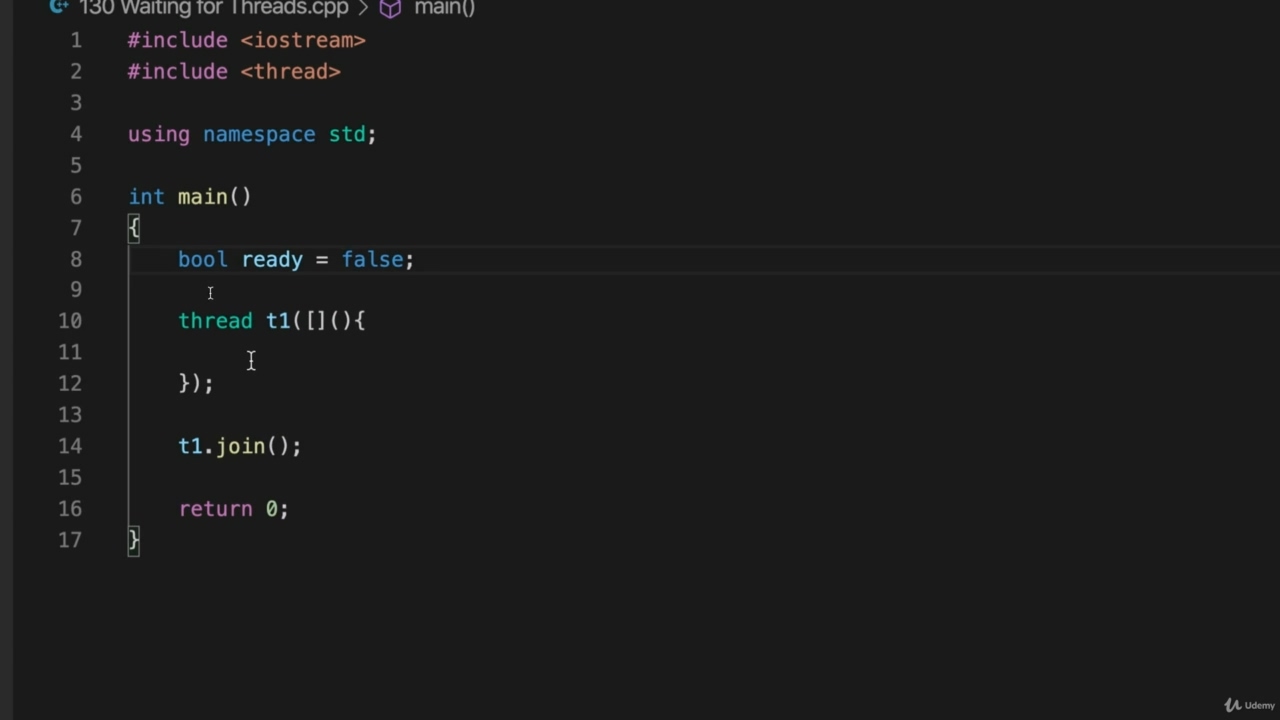 130 Waiting for Threads.cpp > main()
1 #include <iostream>
2 #include <thread>
3
4 using namespace std;
5
6 int main()
7 {
8 bool ready = false;
9
10 thread t1([](){
11
12 });
13
14 t1.join();
15
16 return 0;
17 }
Udemy